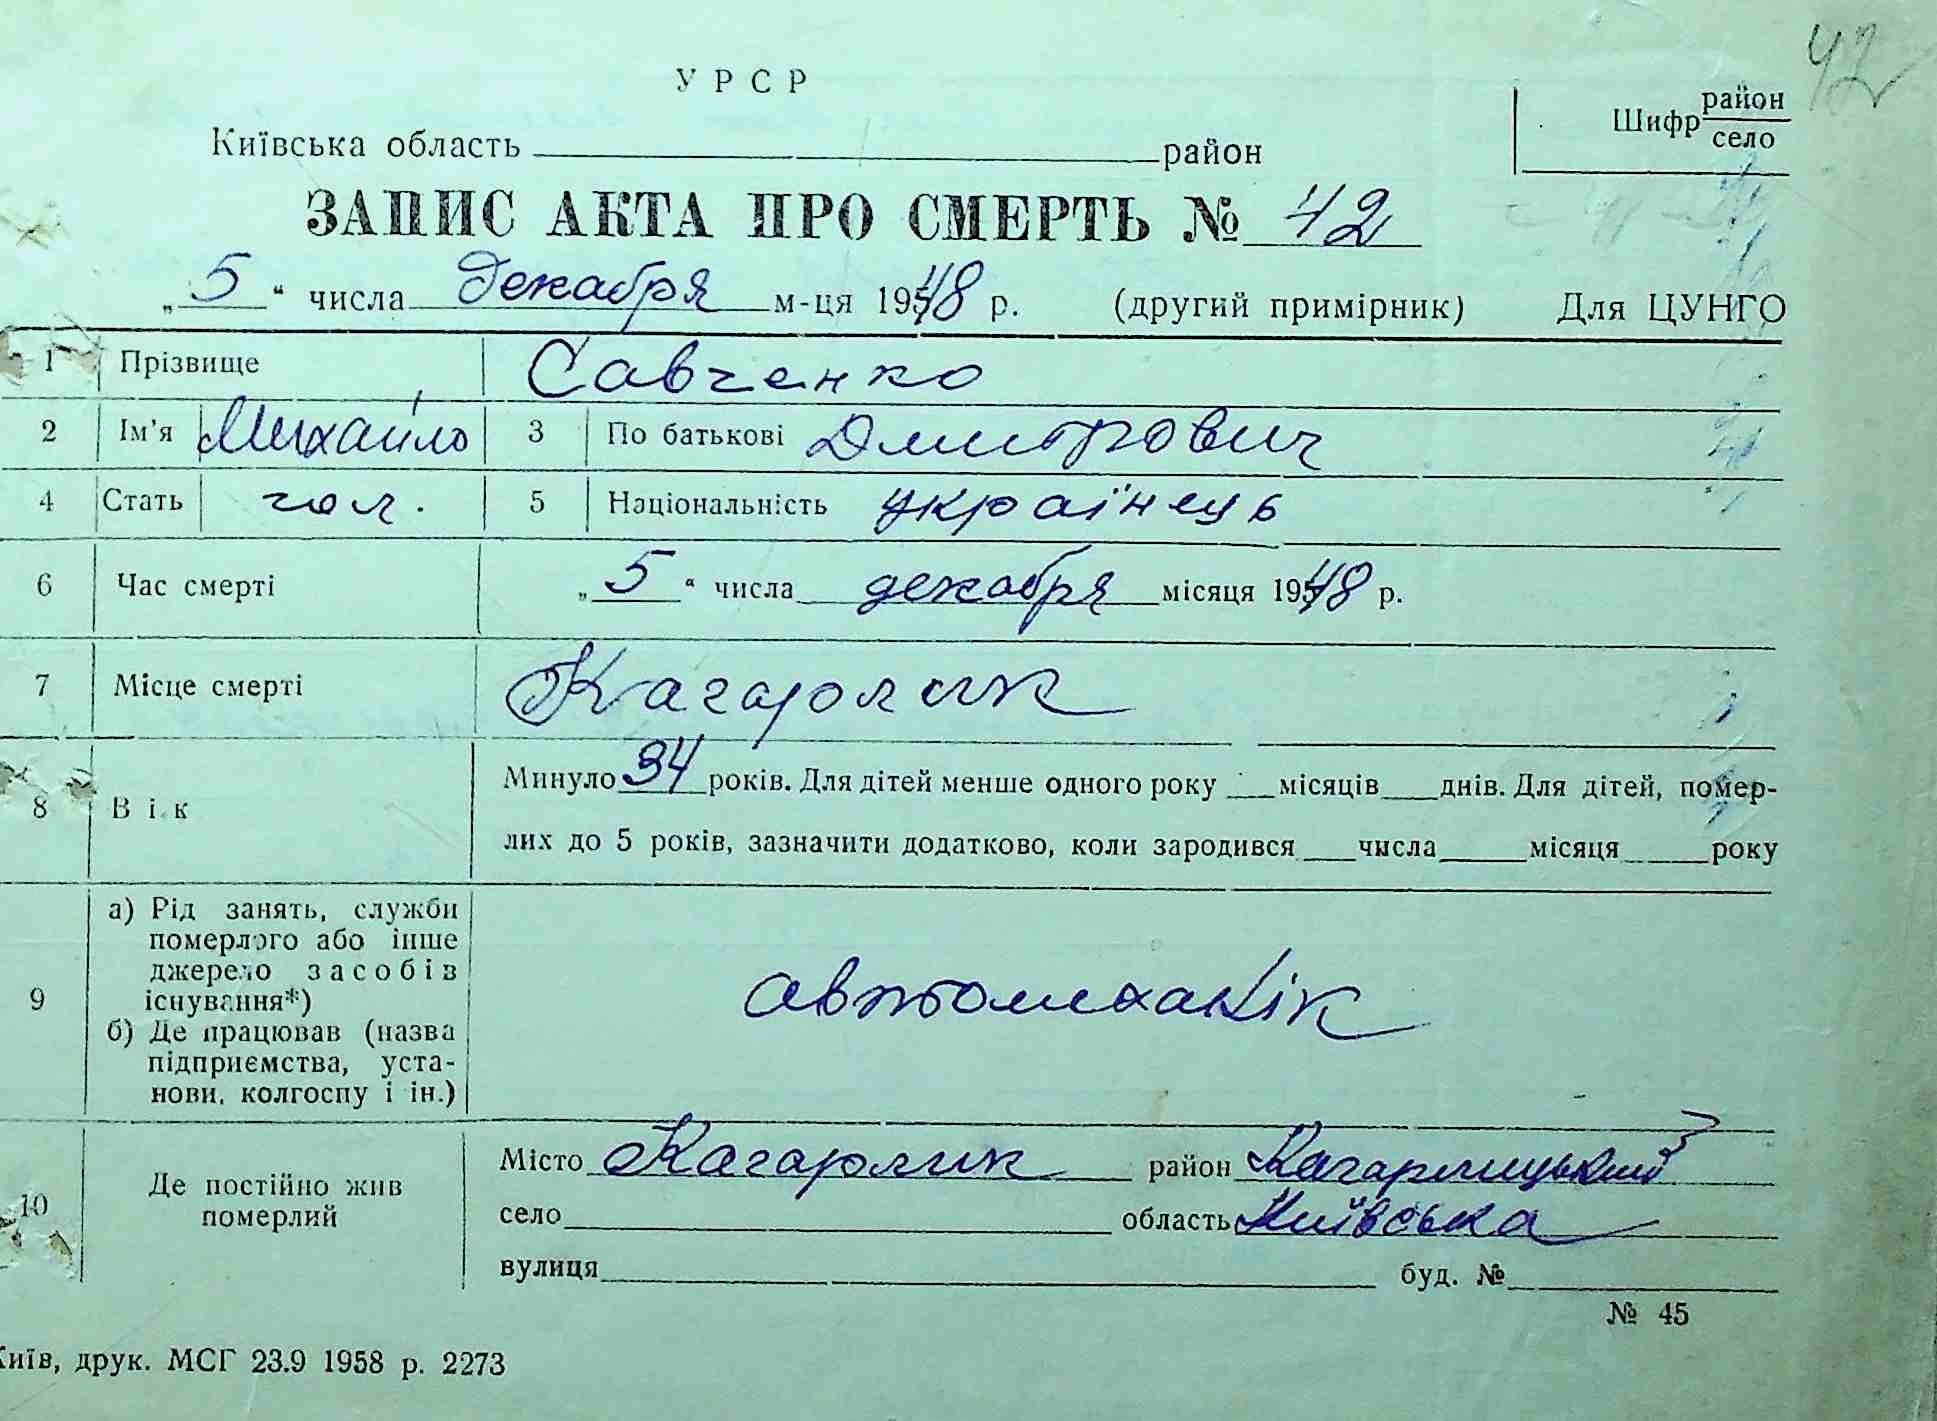 42
У Р С Р
Київська область район
Шифр район
село
ЗАПИС АКТА ПРО СМЕРТЬ № 42
„5“ числа декабря м-ця 1948 р. (другий примірник) Для ЦУНГО
1 Прізвище Савченко
2 Ім'я Михайло 3 По батькові Дмитрович
4 Стать чол. 5 Національність українець
6 Час смерті „5“ числа декабря місяця 1948 р.
7 Місце смерті Кагарлик
8 В і к Минуло 34 років. Для дітей менше одного року місяців днів. Для дітей, помер-
лих до 5 років, зазначити додатково, коли зародився числа місяця року
9 а) Рід занять, служби
померлого або інше
джерело засобів
існування*)
б) Де працював (назва
підприємства, уста-
нови, колгоспу і ін.)
автомеханік
10 Де постійно жив
померлий
Місто Кагарлик район Кагарлицький
село область Київська
вулиця буд. №
№ 45
Київ, друк. МСГ 23.9 1958 р. 2273